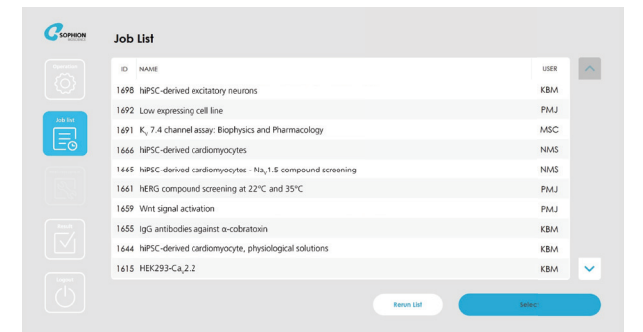 SOPHION
Job List
ID NAME USER
1698 hiPSC-derived excitatory neurons KBM
Job list
1692 Low expressing cell line PMJ
1691 Kᵥ 7.4 channel assay: Biophysics and Pharmacology MSC
1666 hiPSC-derived cardiomyocytes NMS
1665 hiPSC-derived cardiomyocytes - Naᵥ1.5 compound screening NMS
1661 hERG compound screening at 22°C and 35°C PMJ
1659 Wnt signal activation PMJ
1655 IgG antibodies against α-cobratoxin KBM
1644 hiPSC-derived cardiomyocyte, physiological solutions KBM
1615 HEK293-Caᵥ2.2 KBM
Rerun List Select